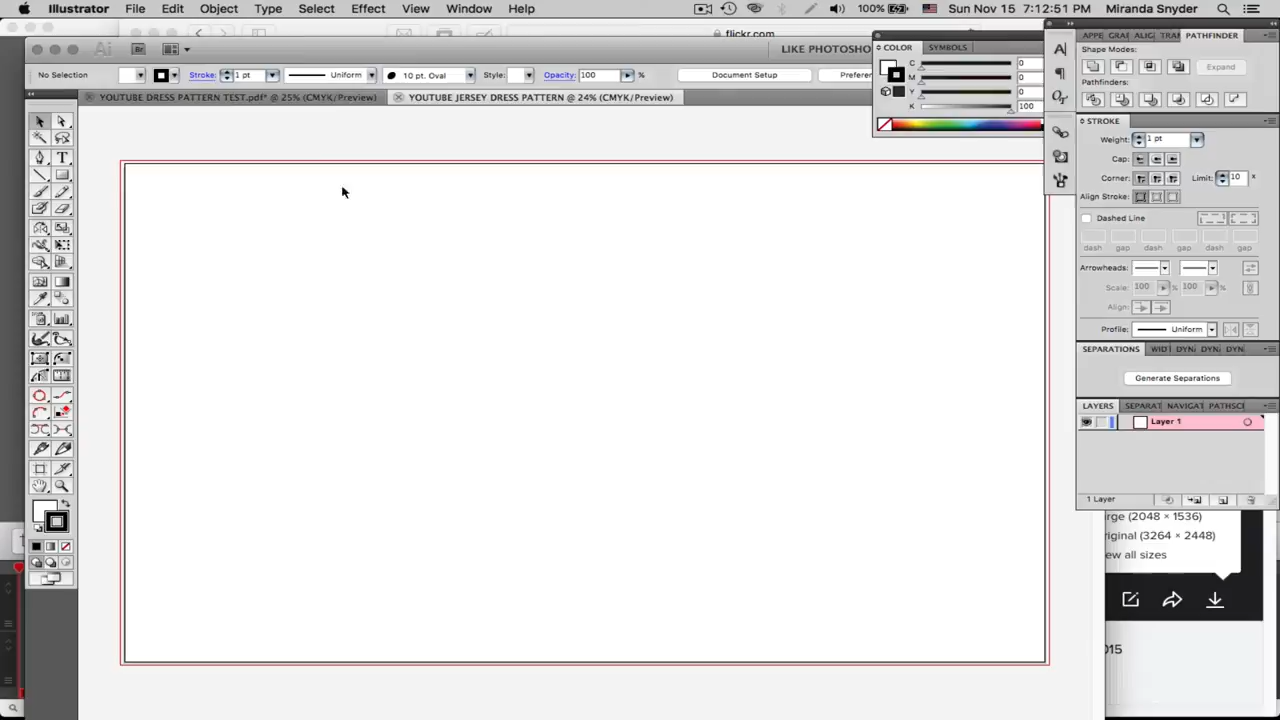 Illustrator File Edit Object Type Select Effect View Window Help 100% Sun Nov 15 7:12:51 PM Miranda Snyder
flickr.com
Ai Br LIKE PHOTOSHO
No Selection Stroke: 1 pt Uniform 10 pt. Oval Style: Opacity: 100 % Document Setup Preferen
YOUTUBE DRESS PATTERN TEST.pdf* @ 25% (CMYK/Preview) YOUTUBE JERSEY DRESS PATTERN @ 24% (CMYK/Preview)
COLOR SYMBOLS
C 0
M 0
Y 0
K 100
APPE GRAI ALIG TRAN PATHFINDER
Shape Modes:
Expand
Pathfinders:
STROKE
Weight: 1 pt
Cap:
Corner: Limit: 10 x
Align Stroke:
Dashed Line
dash gap dash gap dash gap
Arrowheads:
Scale: 100 % 100 %
Align:
Profile: Uniform
SEPARATIONS WID DYN DYN DYN
Generate Separations
LAYERS SEPARAT NAVIGAT PATHSCI
Layer 1
1 Layer
rge (2048 × 1536)
riginal (3264 × 2448)
ew all sizes
015